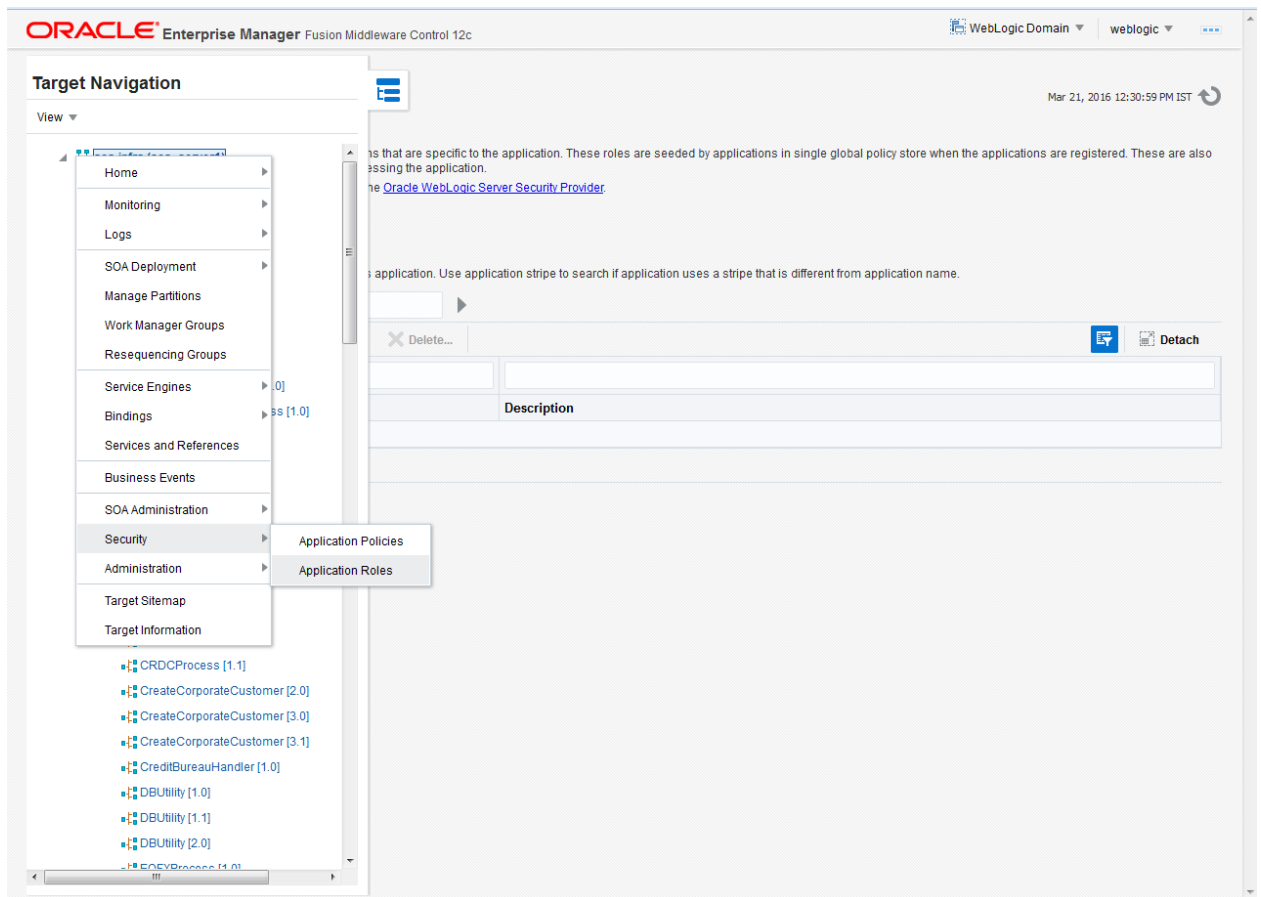 ORACLE Enterprise Manager Fusion Middleware Control 12c
WebLogic Domain
weblogic
Target Navigation
View
Mar 21, 2016 12:30:59 PM IST
soa-infra (soa_server1)
Home
Monitoring
Logs
SOA Deployment
Manage Partitions
Work Manager Groups
Resequencing Groups
Service Engines
Bindings
Services and References
Business Events
SOA Administration
Security
Administration
Target Sitemap
Target Information
Application Policies
Application Roles
.0]
ss [1.0]
CRDCProcess [1.1]
CreateCorporateCustomer [2.0]
CreateCorporateCustomer [3.0]
CreateCorporateCustomer [3.1]
CreditBureauHandler [1.0]
DBUtility [1.0]
DBUtility [1.1]
DBUtility [2.0]
EOFYProcess [1.0]
ns that are specific to the application. These roles are seeded by applications in single global policy store when the applications are registered. These are also
essing the application.
he Oracle WebLogic Server Security Provider.
s application. Use application stripe to search if application uses a stripe that is different from application name.
Delete...
Detach
Description